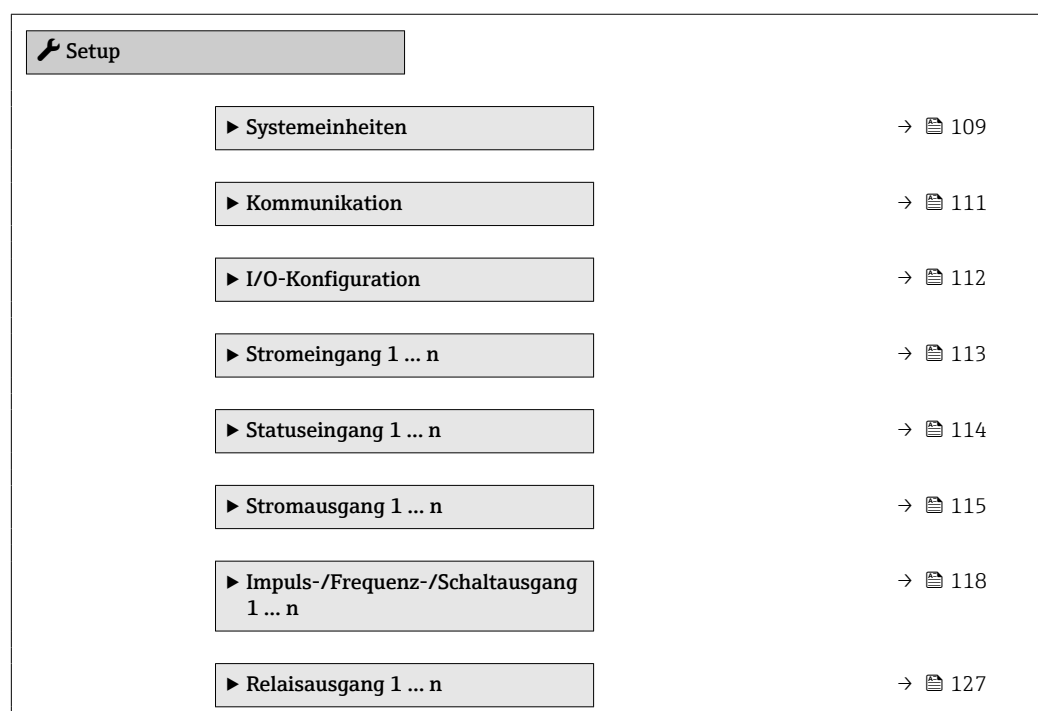 Setup
▶ Systemeinheiten → 109
▶ Kommunikation → 111
▶ I/O-Konfiguration → 112
▶ Stromeingang 1 … n → 113
▶ Statuseingang 1 … n → 114
▶ Stromausgang 1 … n → 115
▶ Impuls-/Frequenz-/Schaltausgang → 118
1 … n
▶ Relaisausgang 1 … n → 127